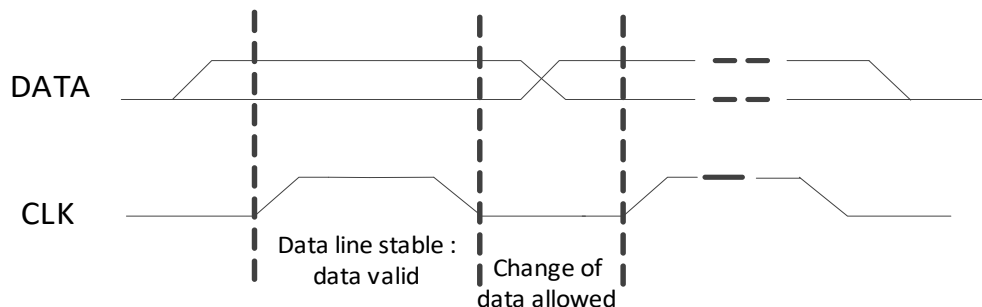 DATA
CLK
Data line stable :
data valid
Change of
data allowed